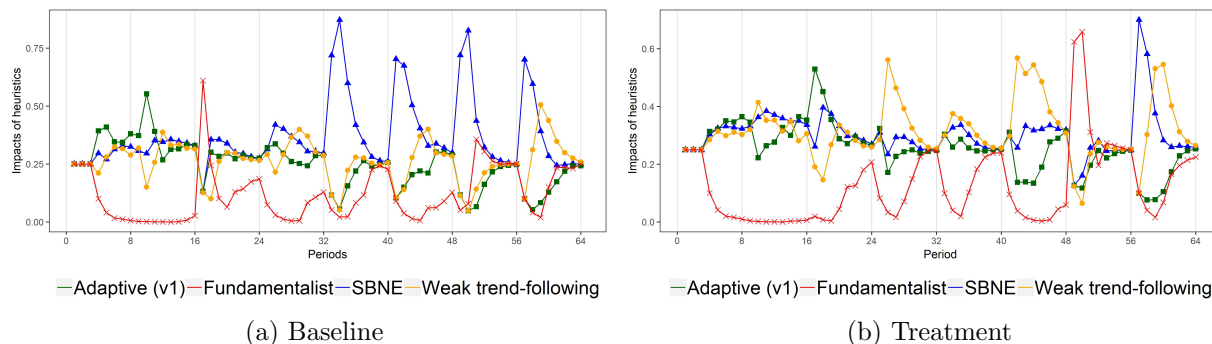 Impacts of heuristics
0.75
0.50
0.25
0.00
0 8 16 24 32 40 48 56 64
Periods
Adaptive (v1) Fundamentalist SBNE Weak trend-following
(a) Baseline
Impacts of heuristics
0.6
0.4
0.2
0.0
0 8 16 24 32 40 48 56 64
Period
Adaptive (v1) Fundamentalist SBNE Weak trend-following
(b) Treatment